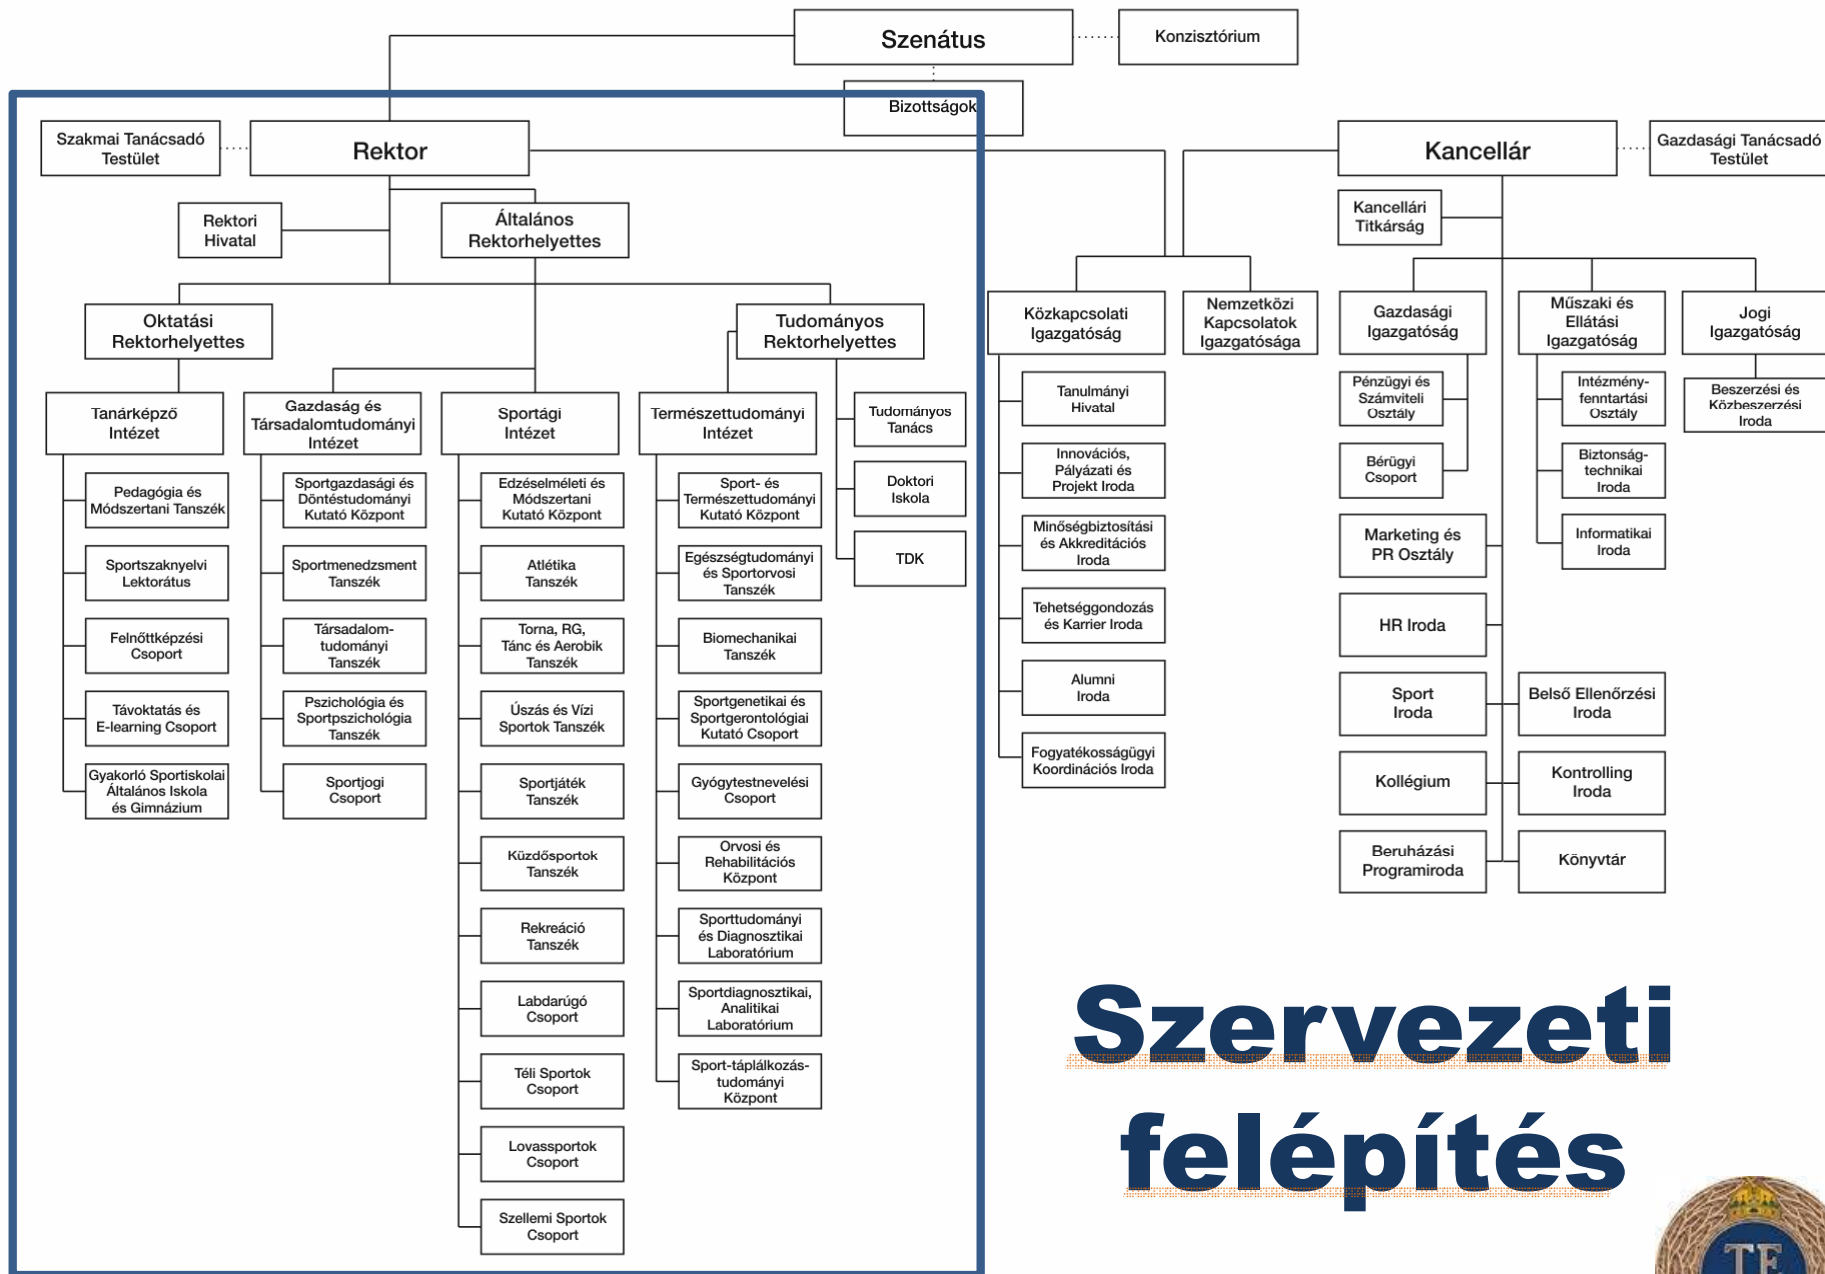 Szenátus
Konzisztórium
Bizottságok
Szakmai Tanácsadó
Testület
Rektor
Kancellár
Gazdasági Tanácsadó
Testület
Rektori
Hivatal
Általános
Rektorhelyettes
Kancellári
Titkárság
Oktatási
Rektorhelyettes
Tudományos
Rektorhelyettes
Közkapcsolati
Igazgatóság
Nemzetközi
Kapcsolatok
Igazgatósága
Gazdasági
Igazgatóság
Műszaki és
Ellátási
Igazgatóság
Jogi
Igazgatóság
Tanárképző
Intézet
Pedagógia és
Módszertani Tanszék
Sportszaknyelvi
Lektorátus
Felnőttképzési
Csoport
Távoktatás és
E-learning Csoport
Gyakorló Sportiskolai
Általános Iskola
és Gimnázium
Gazdaság és
Társadalomtudományi
Intézet
Sportgazdasági és
Döntéstudományi
Kutató Központ
Sportmenedzsment
Tanszék
Társadalom-
tudományi
Tanszék
Pszichológia és
Sportpszichológia
Tanszék
Sportjogi
Csoport
Sportági
Intézet
Edzéselméleti és
Módszertani
Kutató Központ
Atlétika
Tanszék
Torna, RG,
Tánc és Aerobik
Tanszék
Úszás és Vízi
Sportok Tanszék
Sportjáték
Tanszék
Küzdősportok
Tanszék
Rekreáció
Tanszék
Labdarúgó
Csoport
Téli Sportok
Csoport
Lovassportok
Csoport
Szellemi Sportok
Csoport
Természettudományi
Intézet
Sport- és
Természettudományi
Kutató Központ
Egészségtudományi
és Sportorvosi
Tanszék
Biomechanikai
Tanszék
Sportgenetikai és
Sportgerontológiai
Kutató Csoport
Gyógytestnevelési
Csoport
Orvosi és
Rehabilitációs
Központ
Sporttudományi
és Diagnosztikai
Laboratórium
Sportdiagnosztikai,
Analitikai
Laboratórium
Sport-táplálkozás-
tudományi
Központ
Tudományos
Tanács
Doktori
Iskola
TDK
Tanulmányi
Hivatal
Innovációs,
Pályázati és
Projekt Iroda
Minőségbiztosítási
és Akkreditációs
Iroda
Tehetséggondozás
és Karrier Iroda
Alumni
Iroda
Fogyatékosságügyi
Koordinációs Iroda
Pénzügyi és
Számviteli
Osztály
Bérügyi
Csoport
Marketing és
PR Osztály
HR Iroda
Sport
Iroda
Kollégium
Beruházási
Programiroda
Intézmény-
fenntartási
Osztály
Biztonság-
technikai
Iroda
Informatikai
Iroda
Belső Ellenőrzési
Iroda
Kontrolling
Iroda
Könyvtár
Beszerzési és
Közbeszerzési
Iroda
Szervezeti
felépítés
TE